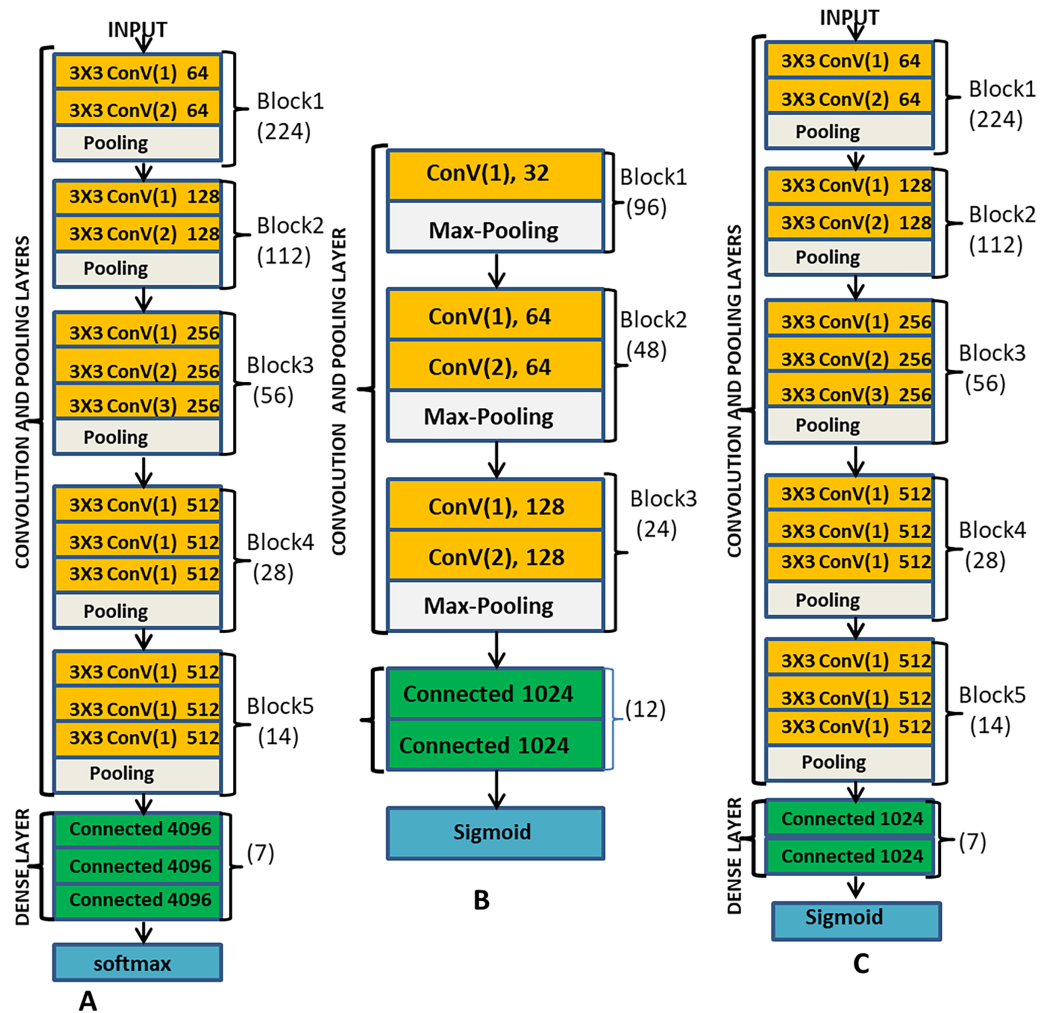 INPUT
CONVOLUTION AND POOLING LAYERS
3X3 ConV(1) 64
3X3 ConV(2) 64
Pooling
Block1
(224)
3X3 ConV(1) 128
3X3 ConV(2) 128
Pooling
Block2
(112)
3X3 ConV(1) 256
3X3 ConV(2) 256
3X3 ConV(3) 256
Pooling
Block3
(56)
3X3 ConV(1) 512
3X3 ConV(1) 512
3X3 ConV(1) 512
Pooling
Block4
(28)
3X3 ConV(1) 512
3X3 ConV(1) 512
3X3 ConV(1) 512
Pooling
Block5
(14)
DENSE LAYER
Connected 4096
Connected 4096
Connected 4096
(7)
softmax
A
CONVOLUTION AND POOLING LAYER
ConV(1), 32
Max-Pooling
Block1
(96)
ConV(1), 64
ConV(2), 64
Max-Pooling
Block2
(48)
ConV(1), 128
ConV(2), 128
Max-Pooling
Block3
(24)
Connected 1024
Connected 1024
(12)
Sigmoid
B
INPUT
CONVOLUTION AND POOLING LAYERS
3X3 ConV(1) 64
3X3 ConV(2) 64
Pooling
Block1
(224)
3X3 ConV(1) 128
3X3 ConV(2) 128
Pooling
Block2
(112)
3X3 ConV(1) 256
3X3 ConV(2) 256
3X3 ConV(3) 256
Pooling
Block3
(56)
3X3 ConV(1) 512
3X3 ConV(1) 512
3X3 ConV(1) 512
Pooling
Block4
(28)
3X3 ConV(1) 512
3X3 ConV(1) 512
3X3 ConV(1) 512
Pooling
Block5
(14)
DENSE LAYER
Connected 1024
Connected 1024
(7)
Sigmoid
C